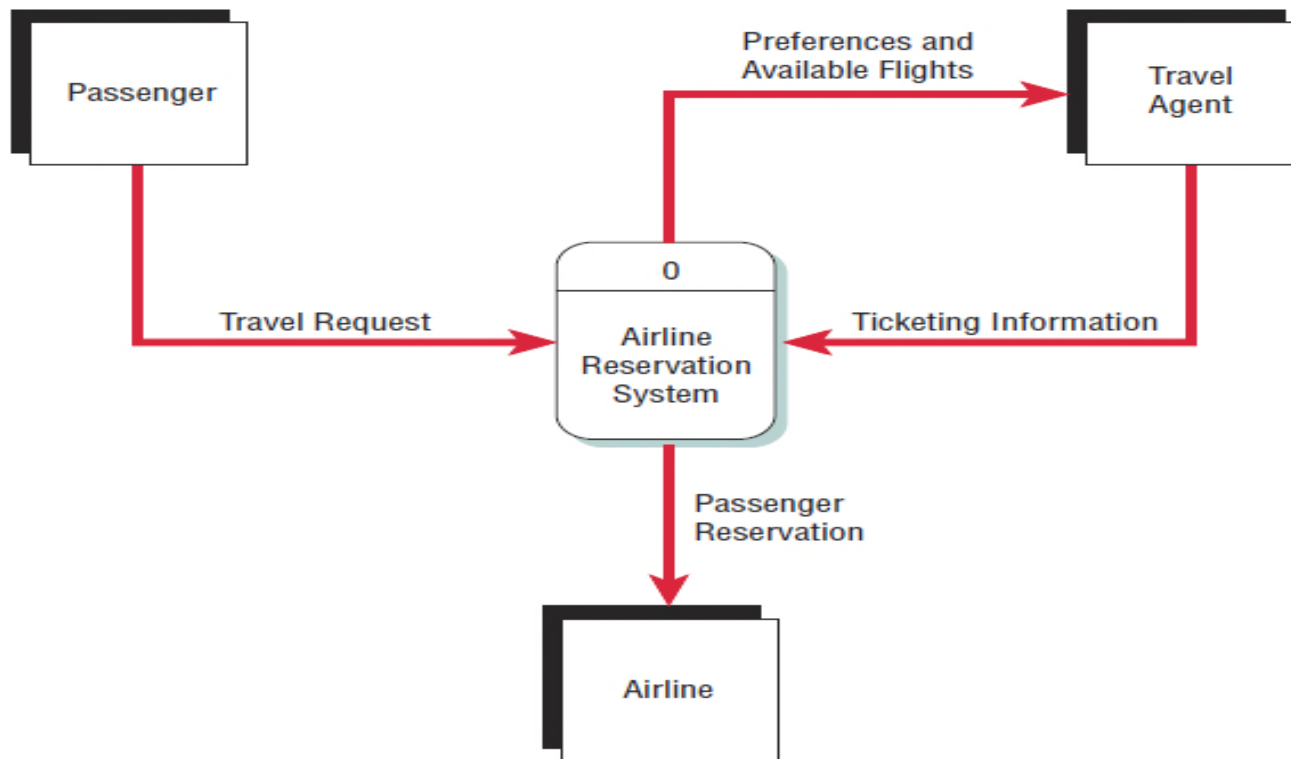 Preferences and
Available Flights
Passenger
Travel
Agent
0
Travel Request
Airline
Reservation
System
Ticketing Information
Passenger
Reservation
Airline